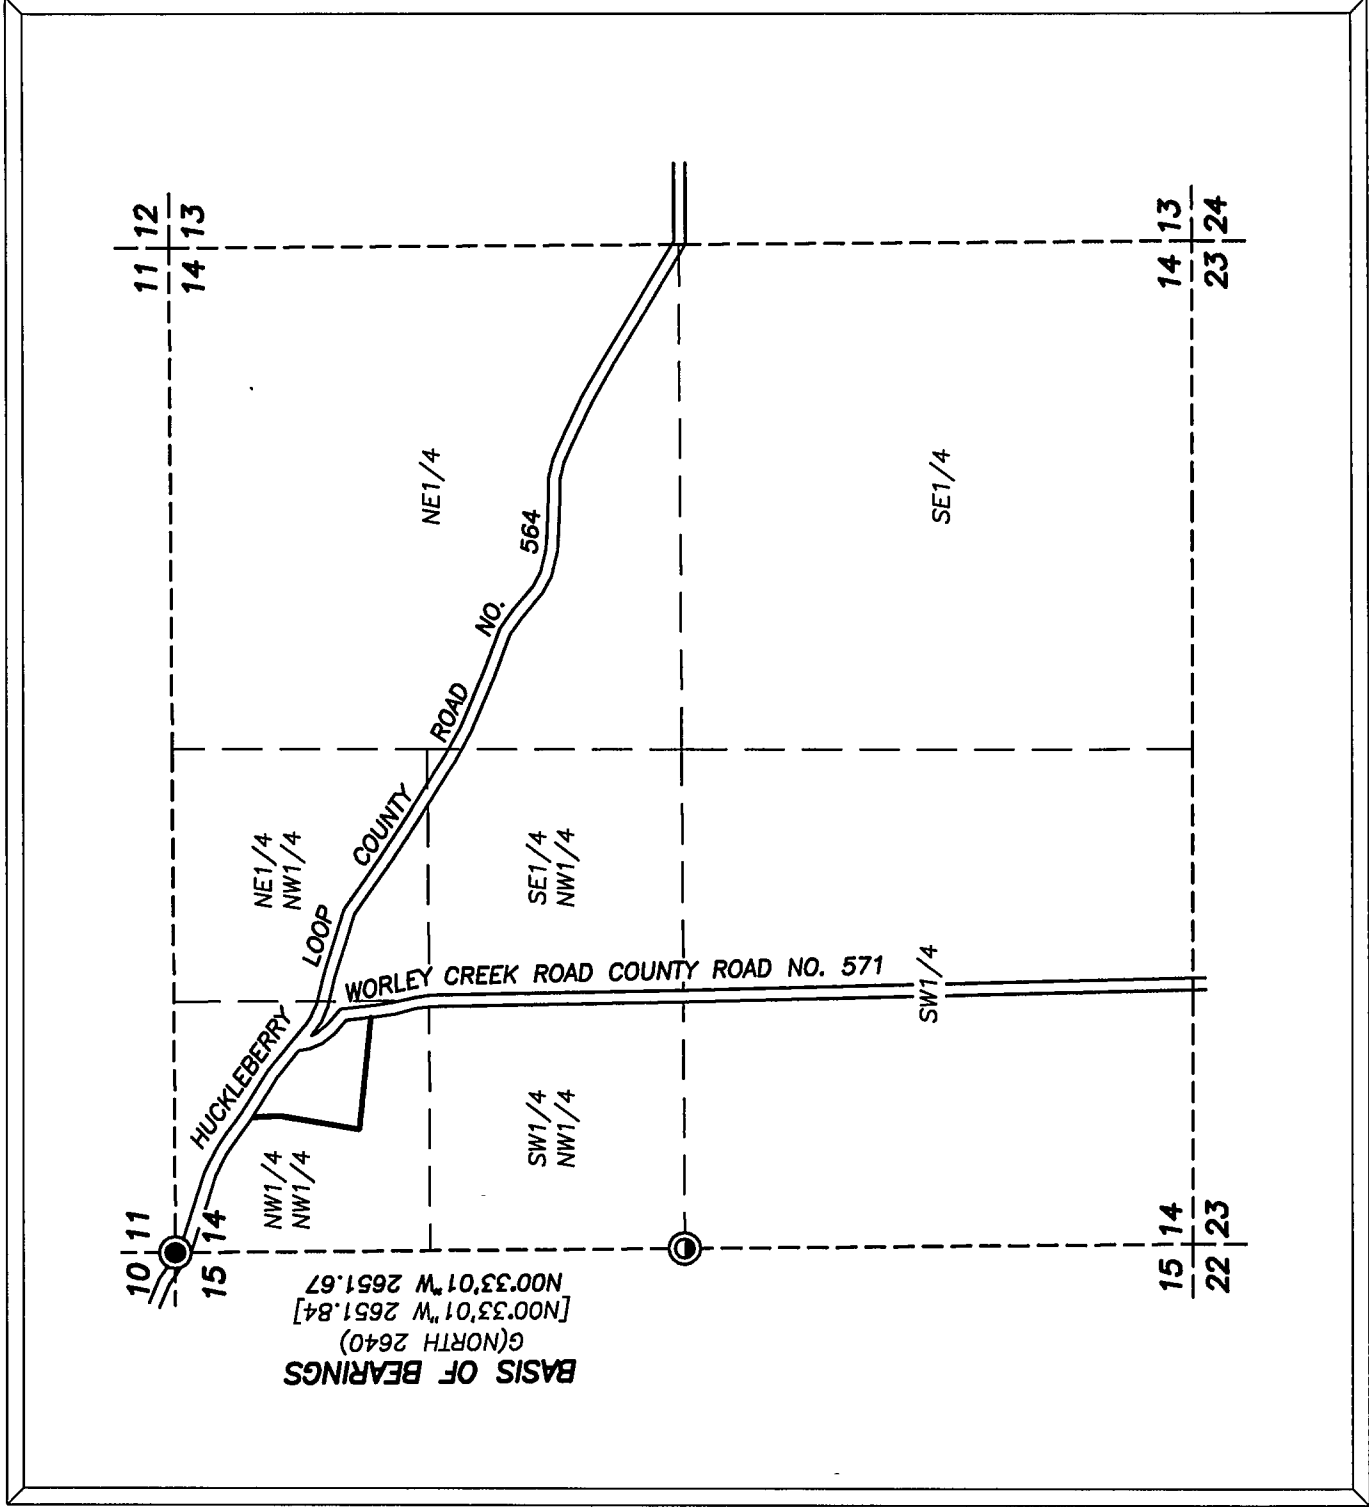 10 11
11 12
15 14
14 13
HUCKLEBERRY LOOP COUNTY ROAD NO. 564
NW1/4
NW1/4
NE1/4
NW1/4
NE1/4
BASIS OF BEARINGS
G(NORTH 2640)
[N00°33'01"W 2651.84]
N00°33'01"W 2651.67
SW1/4
NW1/4
SE1/4
NW1/4
WORLEY CREEK ROAD COUNTY ROAD NO. 571
SW1/4
SE1/4
15 14
14 13
22 23
23 24